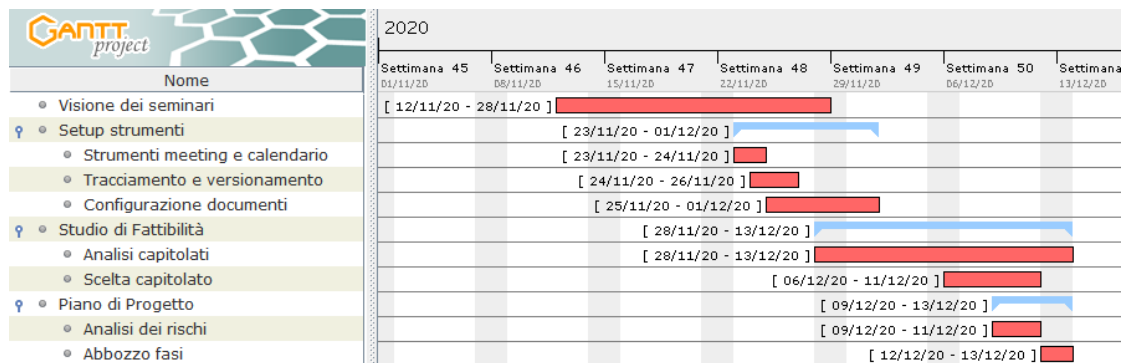 GANTT
project
2020
Settimana 45 Settimana 46 Settimana 47 Settimana 48 Settimana 49 Settimana 50 Settimana
01/11/20 08/11/20 15/11/20 22/11/20 29/11/20 06/12/20 13/12/20
Nome
Visione dei seminari [ 12/11/20 - 28/11/20 ]
Setup strumenti [ 23/11/20 - 01/12/20 ]
Strumenti meeting e calendario [ 23/11/20 - 24/11/20 ]
Tracciamento e versionamento [ 24/11/20 - 26/11/20 ]
Configurazione documenti [ 25/11/20 - 01/12/20 ]
Studio di Fattibilità [ 28/11/20 - 13/12/20 ]
Analisi capitolati [ 28/11/20 - 13/12/20 ]
Scelta capitolato [ 06/12/20 - 11/12/20 ]
Piano di Progetto [ 09/12/20 - 13/12/20 ]
Analisi dei rischi [ 09/12/20 - 11/12/20 ]
Abbozzo fasi [ 12/12/20 - 13/12/20 ]